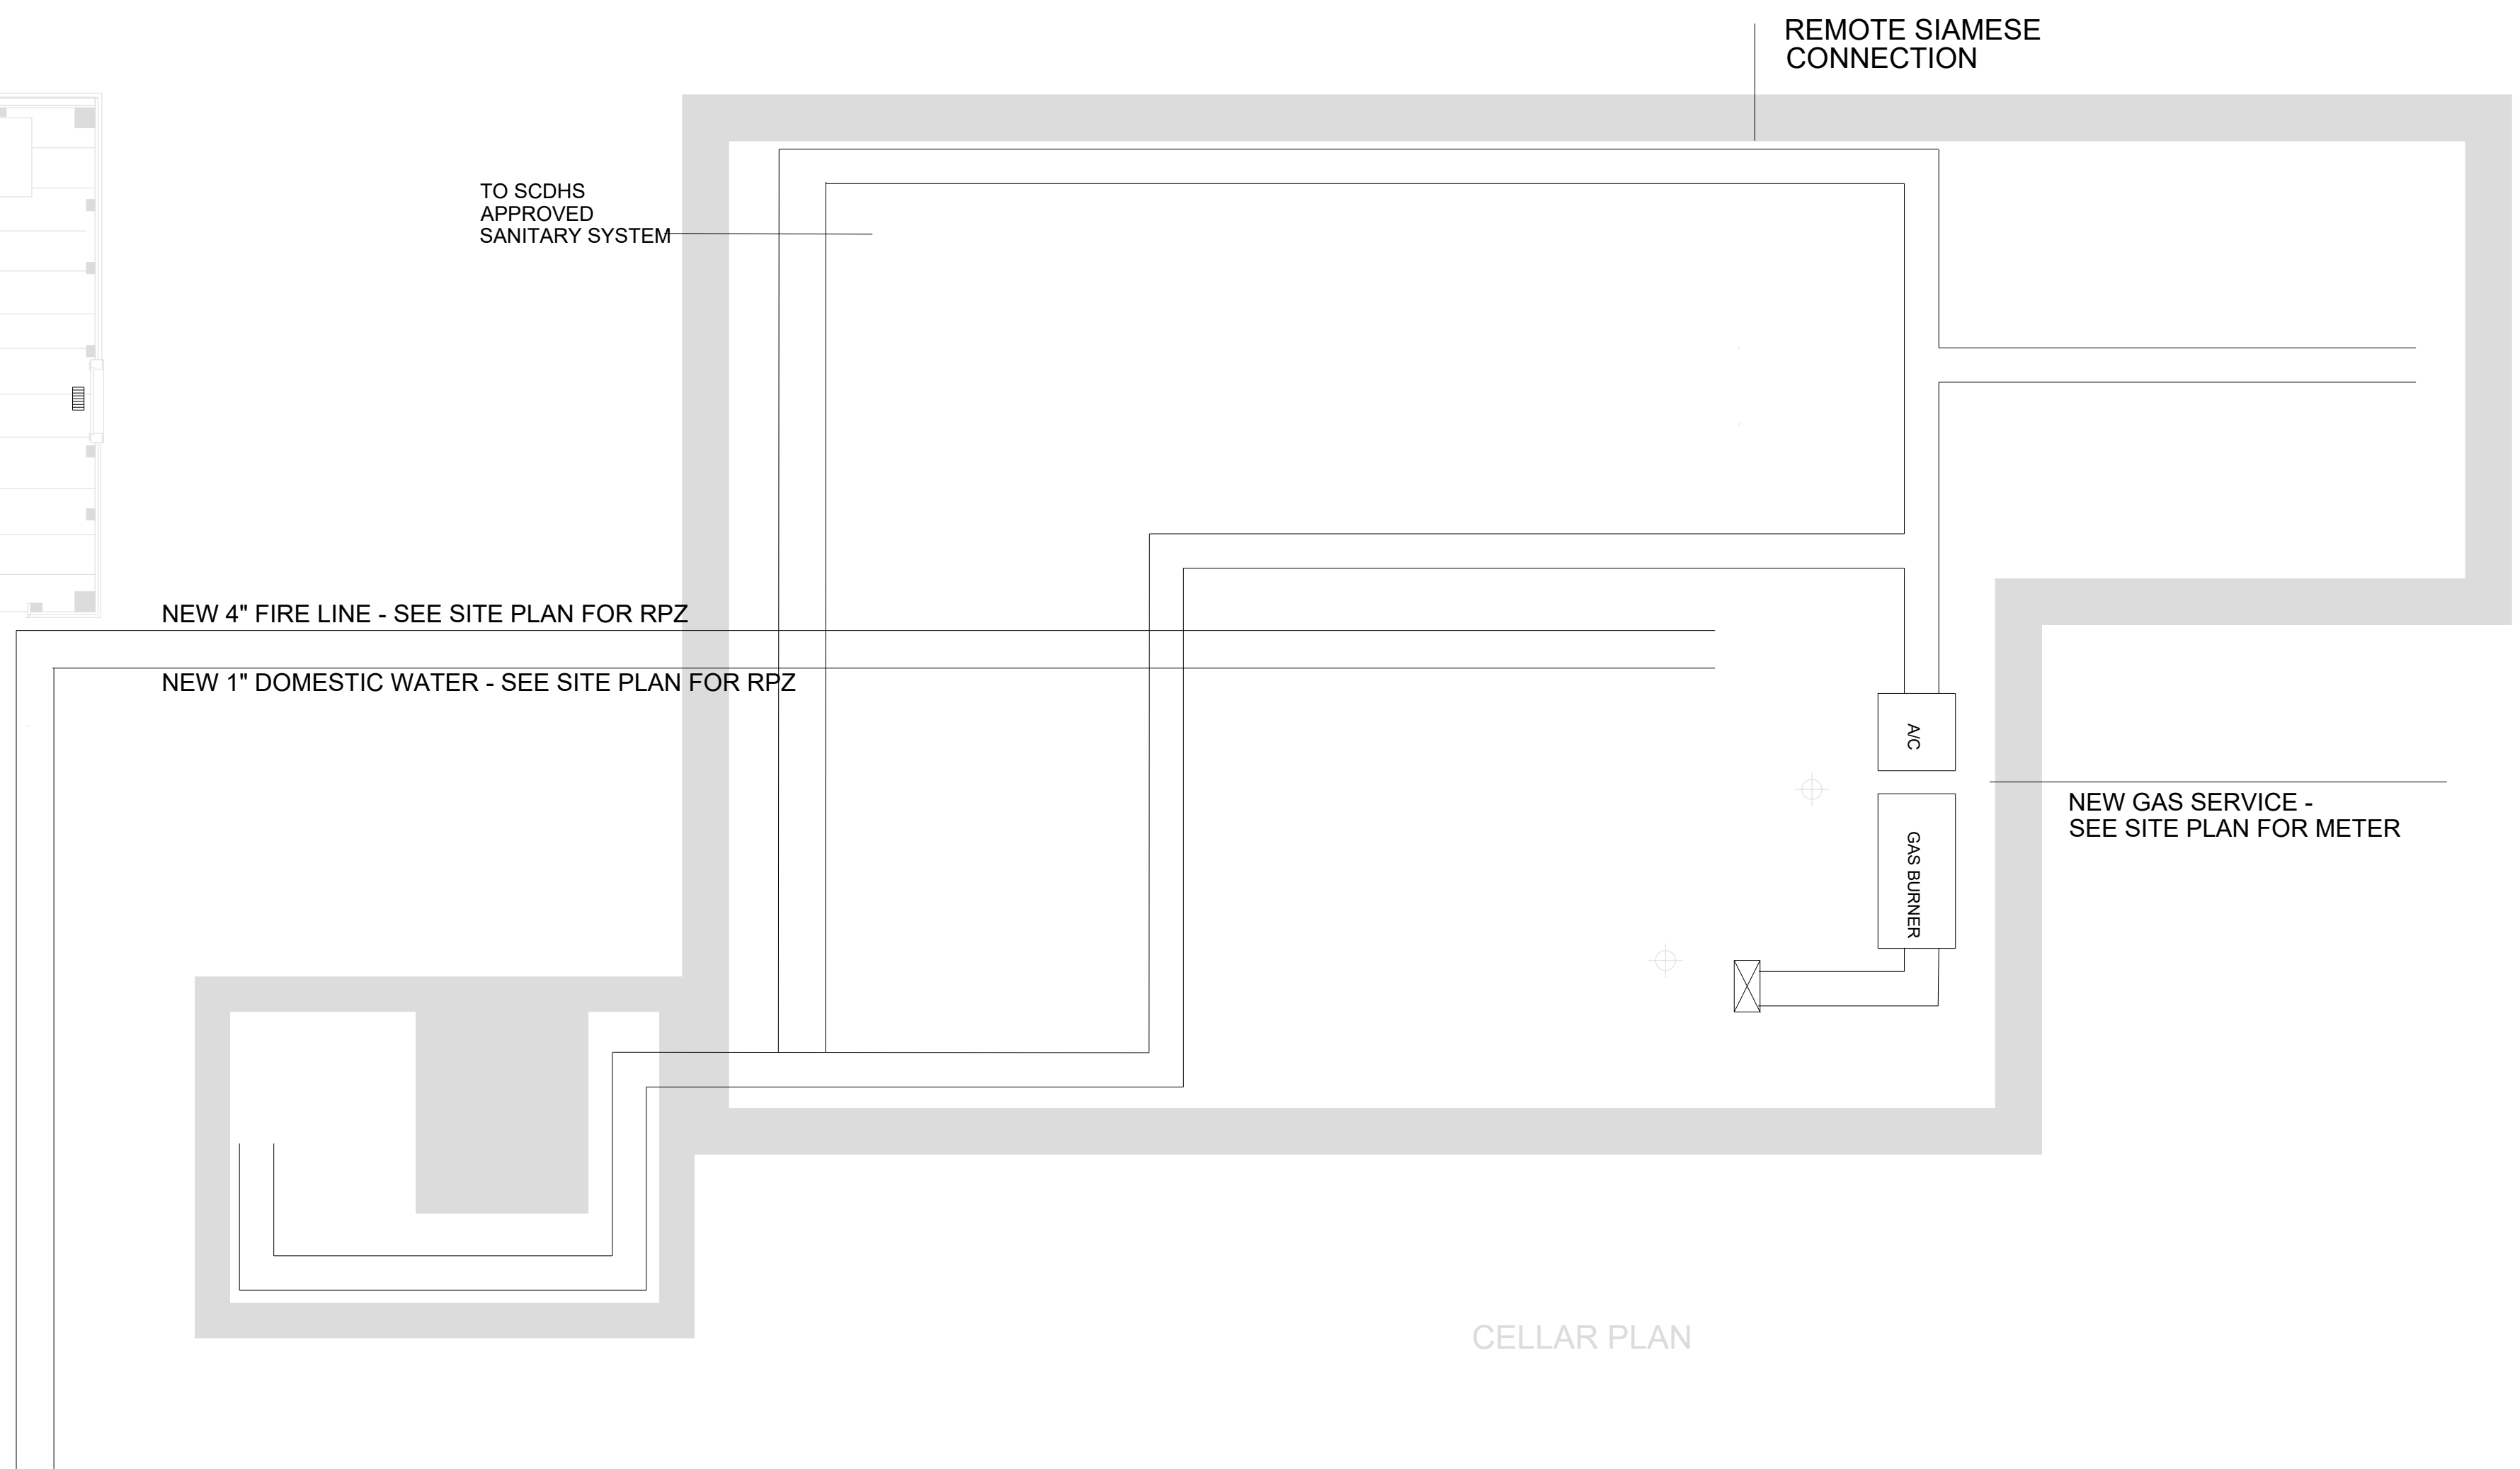 REMOTE SIAMESE
CONNECTION
TO SCDHS
APPROVED
SANITARY SYSTEM
NEW 4" FIRE LINE - SEE SITE PLAN FOR RPZ
NEW 1" DOMESTIC WATER - SEE SITE PLAN FOR RPZ
A/C
NEW GAS SERVICE -
SEE SITE PLAN FOR METER
GAS BURNER
CELLAR PLAN